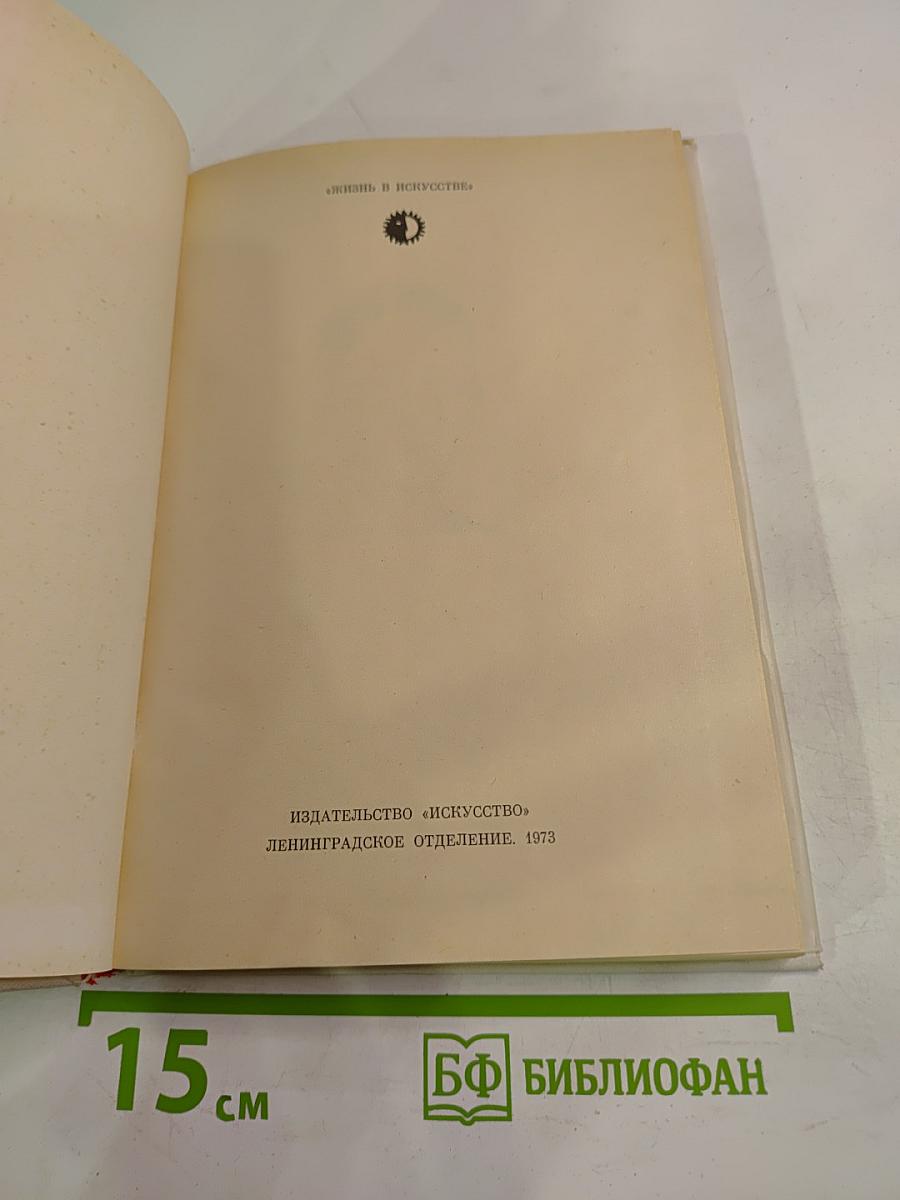 «ЖИЗНЬ В ИСКУССТВЕ»
ИЗДАТЕЛЬСТВО «ИСКУССТВО»
ЛЕНИНГРАДСКОЕ ОТДЕЛЕНИЕ. 1973
15 см
БФ БИБЛИОФАН